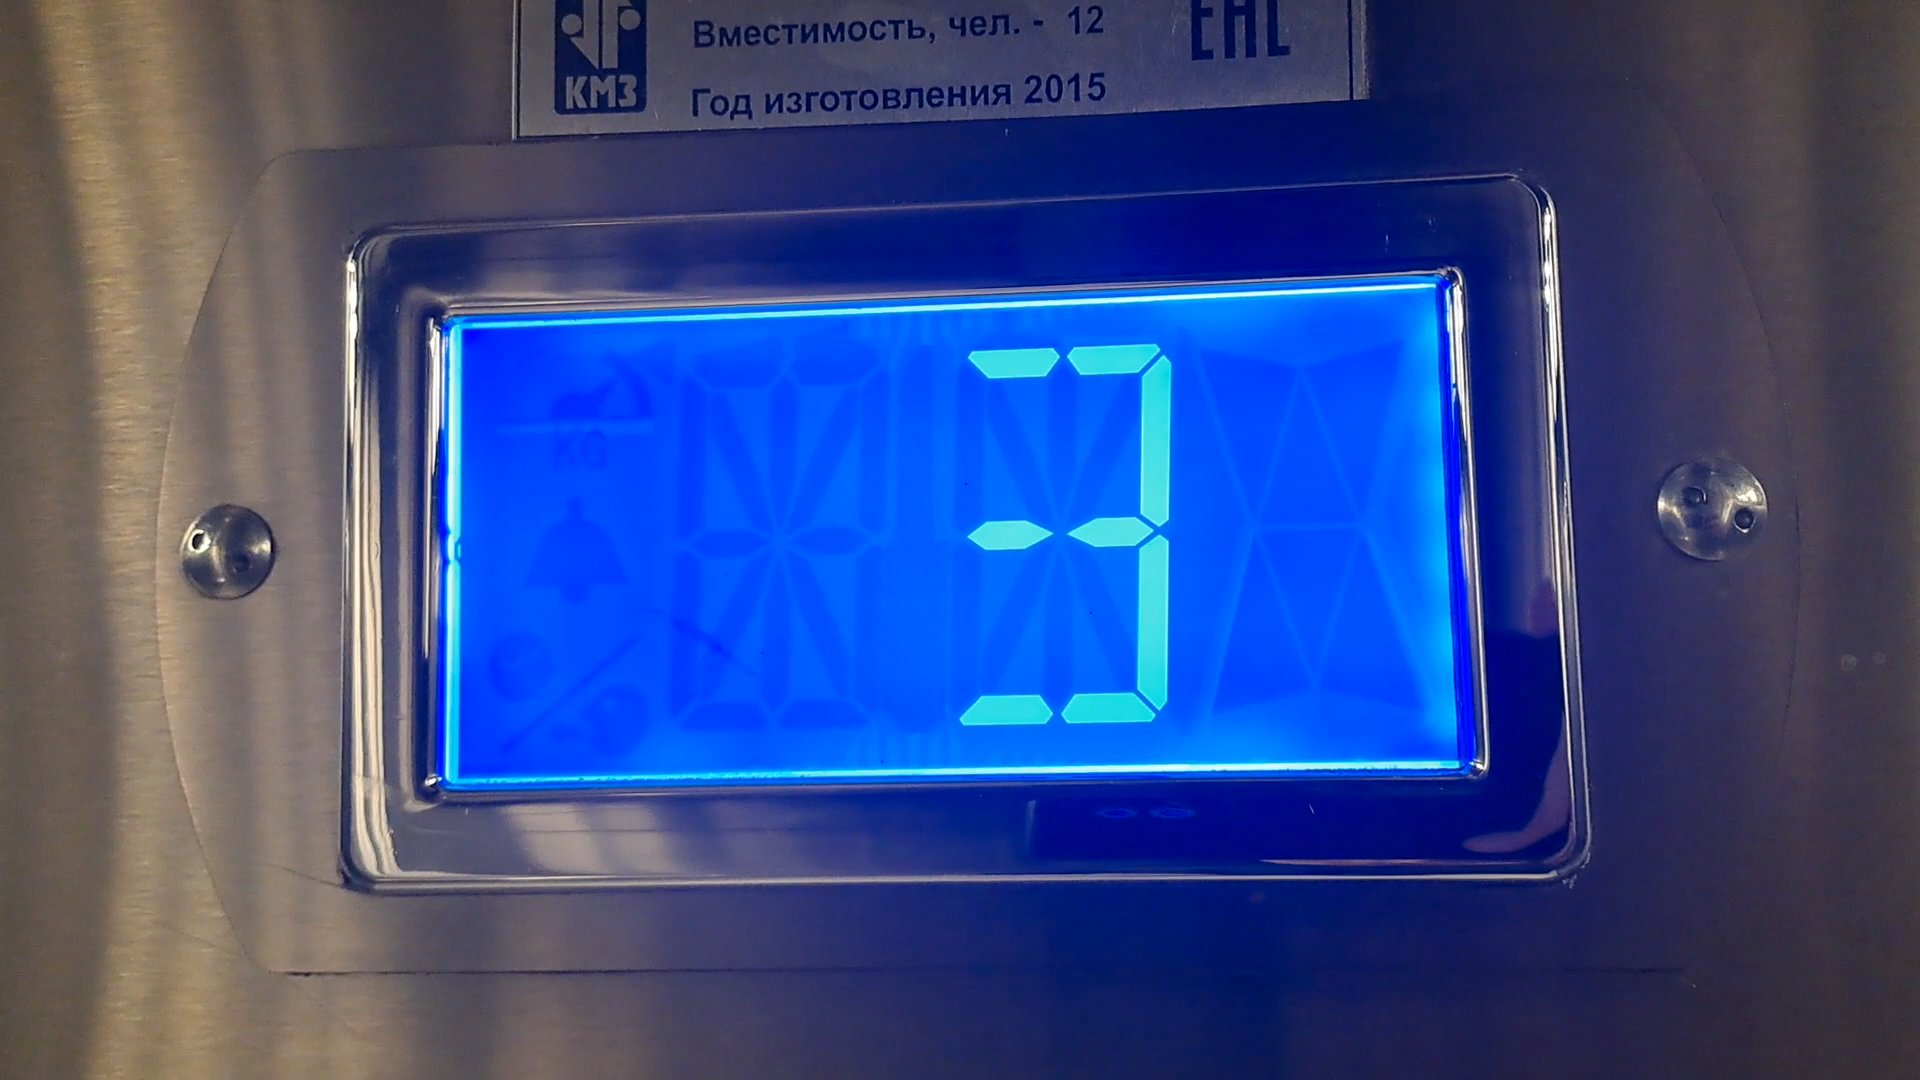 Вместимость, чел. - 12
EAC
КМЗ
Год изготовления 2015
KG
3